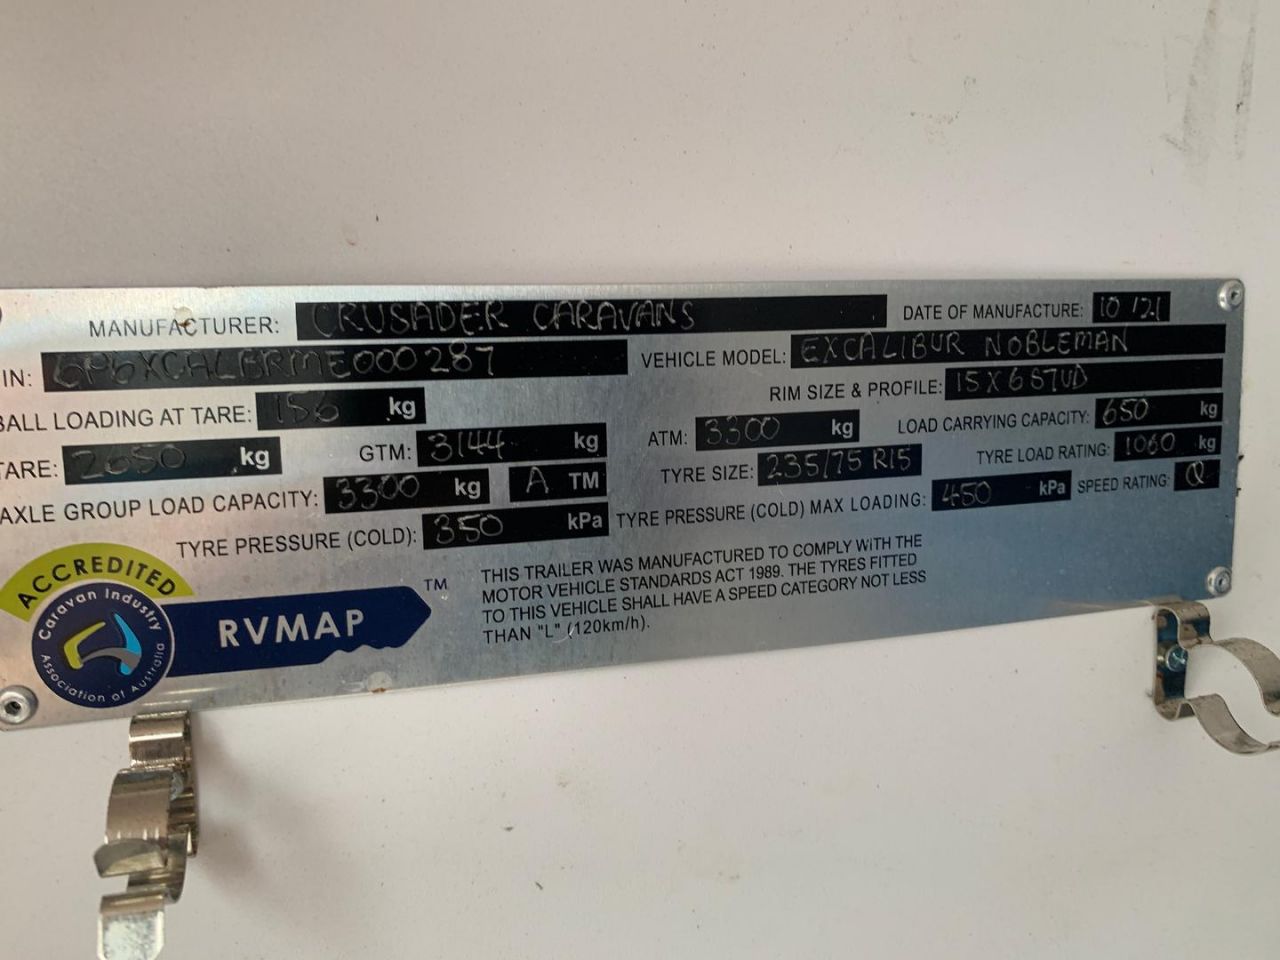 MANUFACTURER: CRUSADER CARAVANS DATE OF MANUFACTURE: 10 /21
IN: 6P6XCALBRME000287 VEHICLE MODEL: EXCALIBUR NOBLEMAN
BALL LOADING AT TARE: 156 kg RIM SIZE & PROFILE: 15X6 STUD
TARE: 2650 kg GTM: 3144 kg ATM: 3300 kg LOAD CARRYING CAPACITY: 650 kg
AXLE GROUP LOAD CAPACITY: 3300 kg A TM TYRE SIZE: 235/75 R15 TYRE LOAD RATING: 1060 kg
TYRE PRESSURE (COLD): 350 kPa TYRE PRESSURE (COLD) MAX LOADING: 450 kPa SPEED RATING: Q
ACCREDITED
Caravan Industry
Association of Australia
RVMAP TM
THIS TRAILER WAS MANUFACTURED TO COMPLY WITH THE
MOTOR VEHICLE STANDARDS ACT 1989. THE TYRES FITTED
TO THIS VEHICLE SHALL HAVE A SPEED CATEGORY NOT LESS
THAN "L" (120km/h).